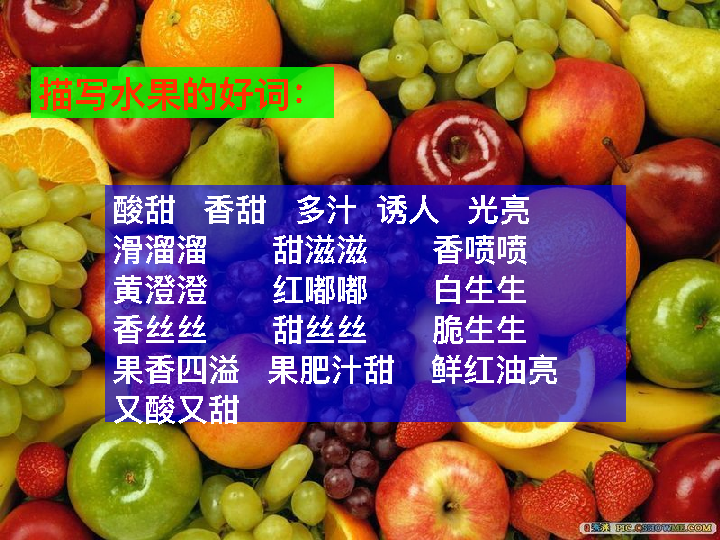 描写水果的好词：
酸甜 香甜 多汁 诱人 光亮
滑溜溜 甜滋滋 香喷喷
黄澄澄 红嘟嘟 白生生
香丝丝 甜丝丝 脆生生
果香四溢 果肥汁甜 鲜红油亮
又酸又甜